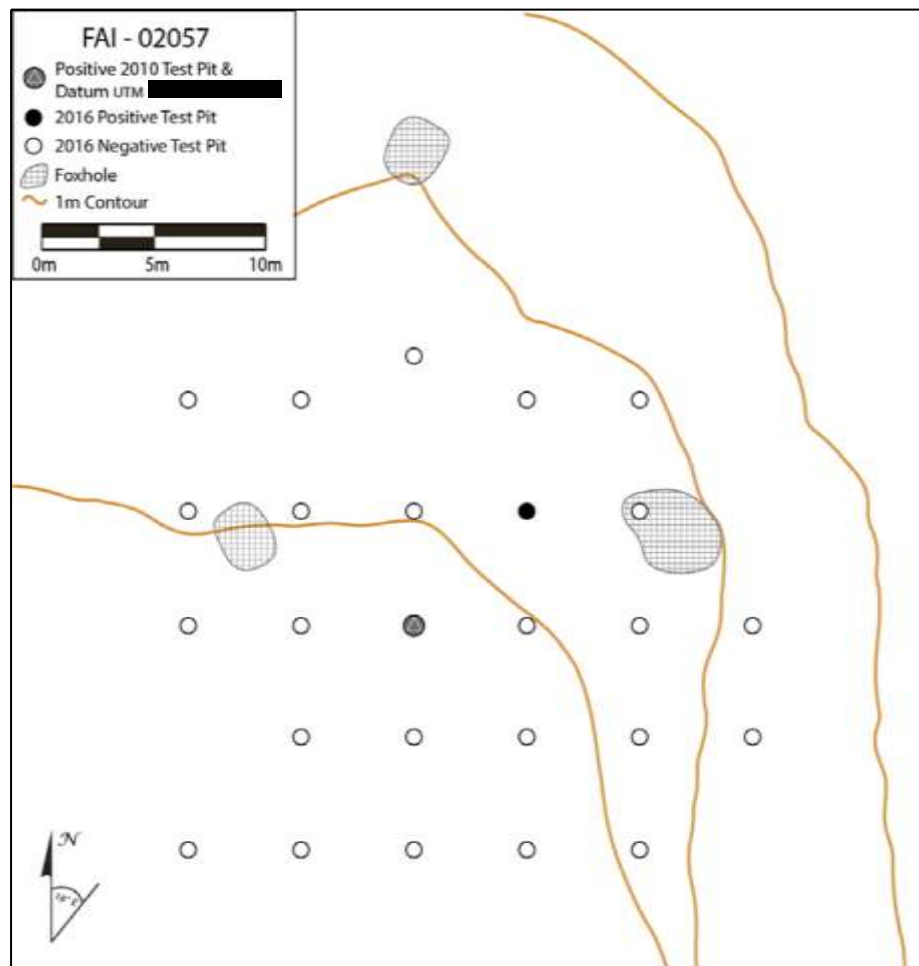 FAI - 02057
Positive 2010 Test Pit &
Datum UTM
2016 Positive Test Pit
2016 Negative Test Pit
Foxhole
1m Contour
0m 5m 10m
N